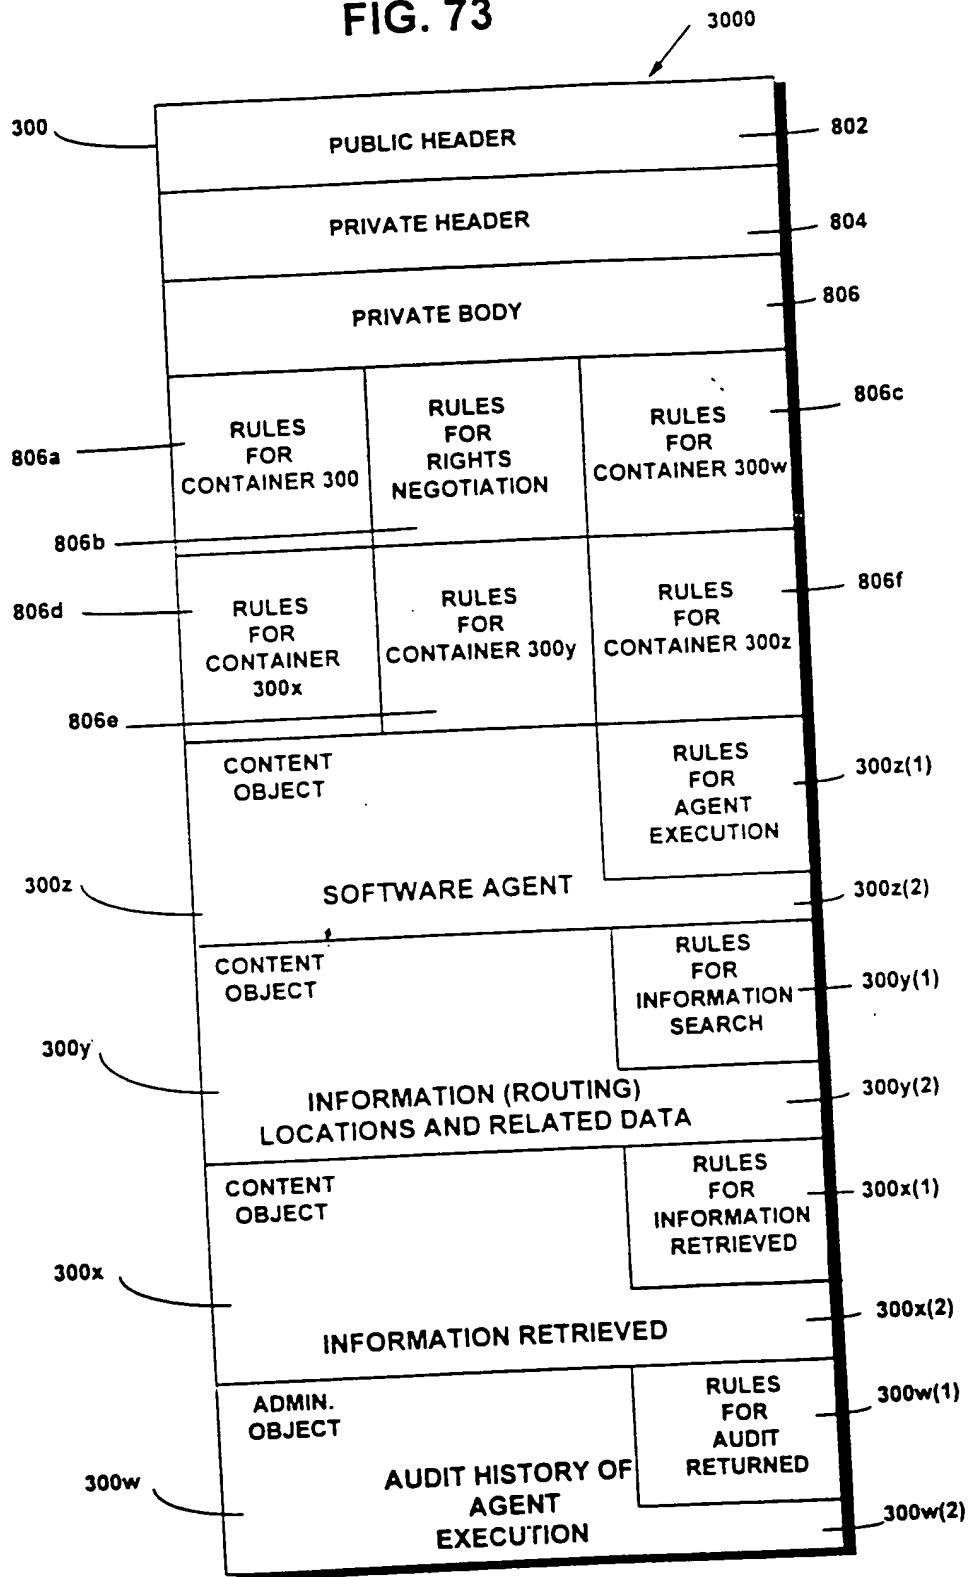 FIG. 73
3000
300
PUBLIC HEADER
802
PRIVATE HEADER
804
PRIVATE BODY
806
806a
RULES
FOR
CONTAINER 300
RULES
FOR
RIGHTS
NEGOTIATION
RULES
FOR
CONTAINER 300w
806c
806b
806d
RULES
FOR
CONTAINER
300x
RULES
FOR
CONTAINER 300y
RULES
FOR
CONTAINER 300z
806f
806e
CONTENT
OBJECT
RULES
FOR
AGENT
EXECUTION
300z(1)
300z
SOFTWARE AGENT
300z(2)
CONTENT
OBJECT
RULES
FOR
INFORMATION
SEARCH
300y(1)
300y
INFORMATION (ROUTING)
LOCATIONS AND RELATED DATA
300y(2)
CONTENT
OBJECT
RULES
FOR
INFORMATION
RETRIEVED
300x(1)
300x
INFORMATION RETRIEVED
300x(2)
ADMIN.
OBJECT
RULES
FOR
AUDIT
RETURNED
300w(1)
300w
AUDIT HISTORY OF
AGENT
EXECUTION
300w(2)